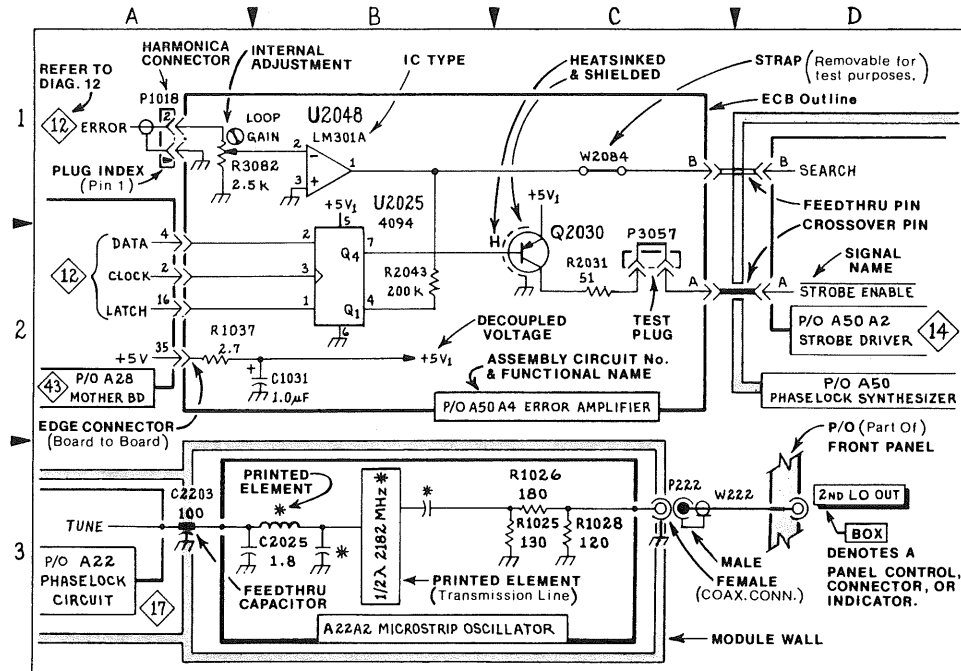 A B C D
HARMONICA
CONNECTOR
INTERNAL
ADJUSTMENT
IC TYPE
HEATSINKED
& SHIELDED
STRAP (Removable for
test purposes.)
REFER TO
DIAG. 12
P1018
ECB Outline
1
12
ERROR
2
LOOP
GAIN
U2048
LM301A
PLUG INDEX
(Pin 1)
R3082
2.5k
2
-
3
+
1
W2084
B
B
SEARCH
FEEDTHRU PIN
CROSSOVER PIN
+5V1
5
U2025
4094
+5V1
H
Q2030
P3057
DATA
4
2
Q4
7
12
CLOCK
2
3
R2043
200 k
R2031
51
A
A
SIGNAL
NAME
STROBE ENABLE
LATCH
16
1
Q1
4
6
2
R1037
2.7
DECOUPLED
VOLTAGE
TEST
PLUG
P/O A50 A2
STROBE DRIVER
14
+5V
35
+5V1
+
C1031
1.0µF
ASSEMBLY CIRCUIT No.
& FUNCTIONAL NAME
43
P/O A28
MOTHER BD
P/O A50 A4 ERROR AMPLIFIER
P/O A50
PHASELOCK SYNTHESIZER
EDGE CONNECTOR
(Board to Board)
P/O (Part Of)
FRONT PANEL
PRINTED
ELEMENT
C2203
100
*
1/2λ 2182 MHz*
*
R1026
180
P222
W222
2ND LO OUT
TUNE
3
C2025
1.8
*
R1025
130
R1028
120
BOX
P/O A22
PHASELOCK
CIRCUIT
17
FEEDTHRU
CAPACITOR
PRINTED ELEMENT
(Transmission Line)
MALE
FEMALE
(COAX. CONN.)
DENOTES A
PANEL CONTROL,
CONNECTOR, OR
INDICATOR.
A22A2 MICROSTRIP OSCILLATOR
MODULE WALL